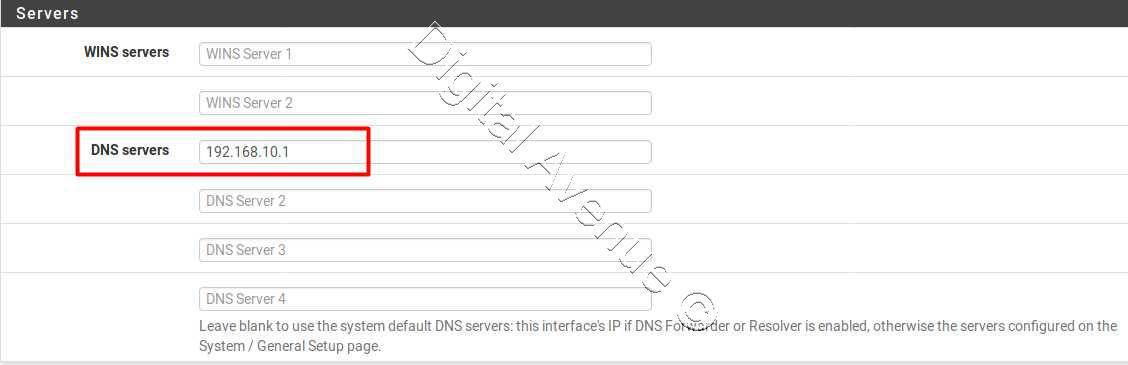 Servers
WINS servers WINS Server 1
WINS Server 2
DNS servers 192.168.10.1
DNS Server 2
DNS Server 3
DNS Server 4
Leave blank to use the system default DNS servers: this interface's IP if DNS Forwarder or Resolver is enabled, otherwise the servers configured on the
System / General Setup page.
Digital Avenue ©